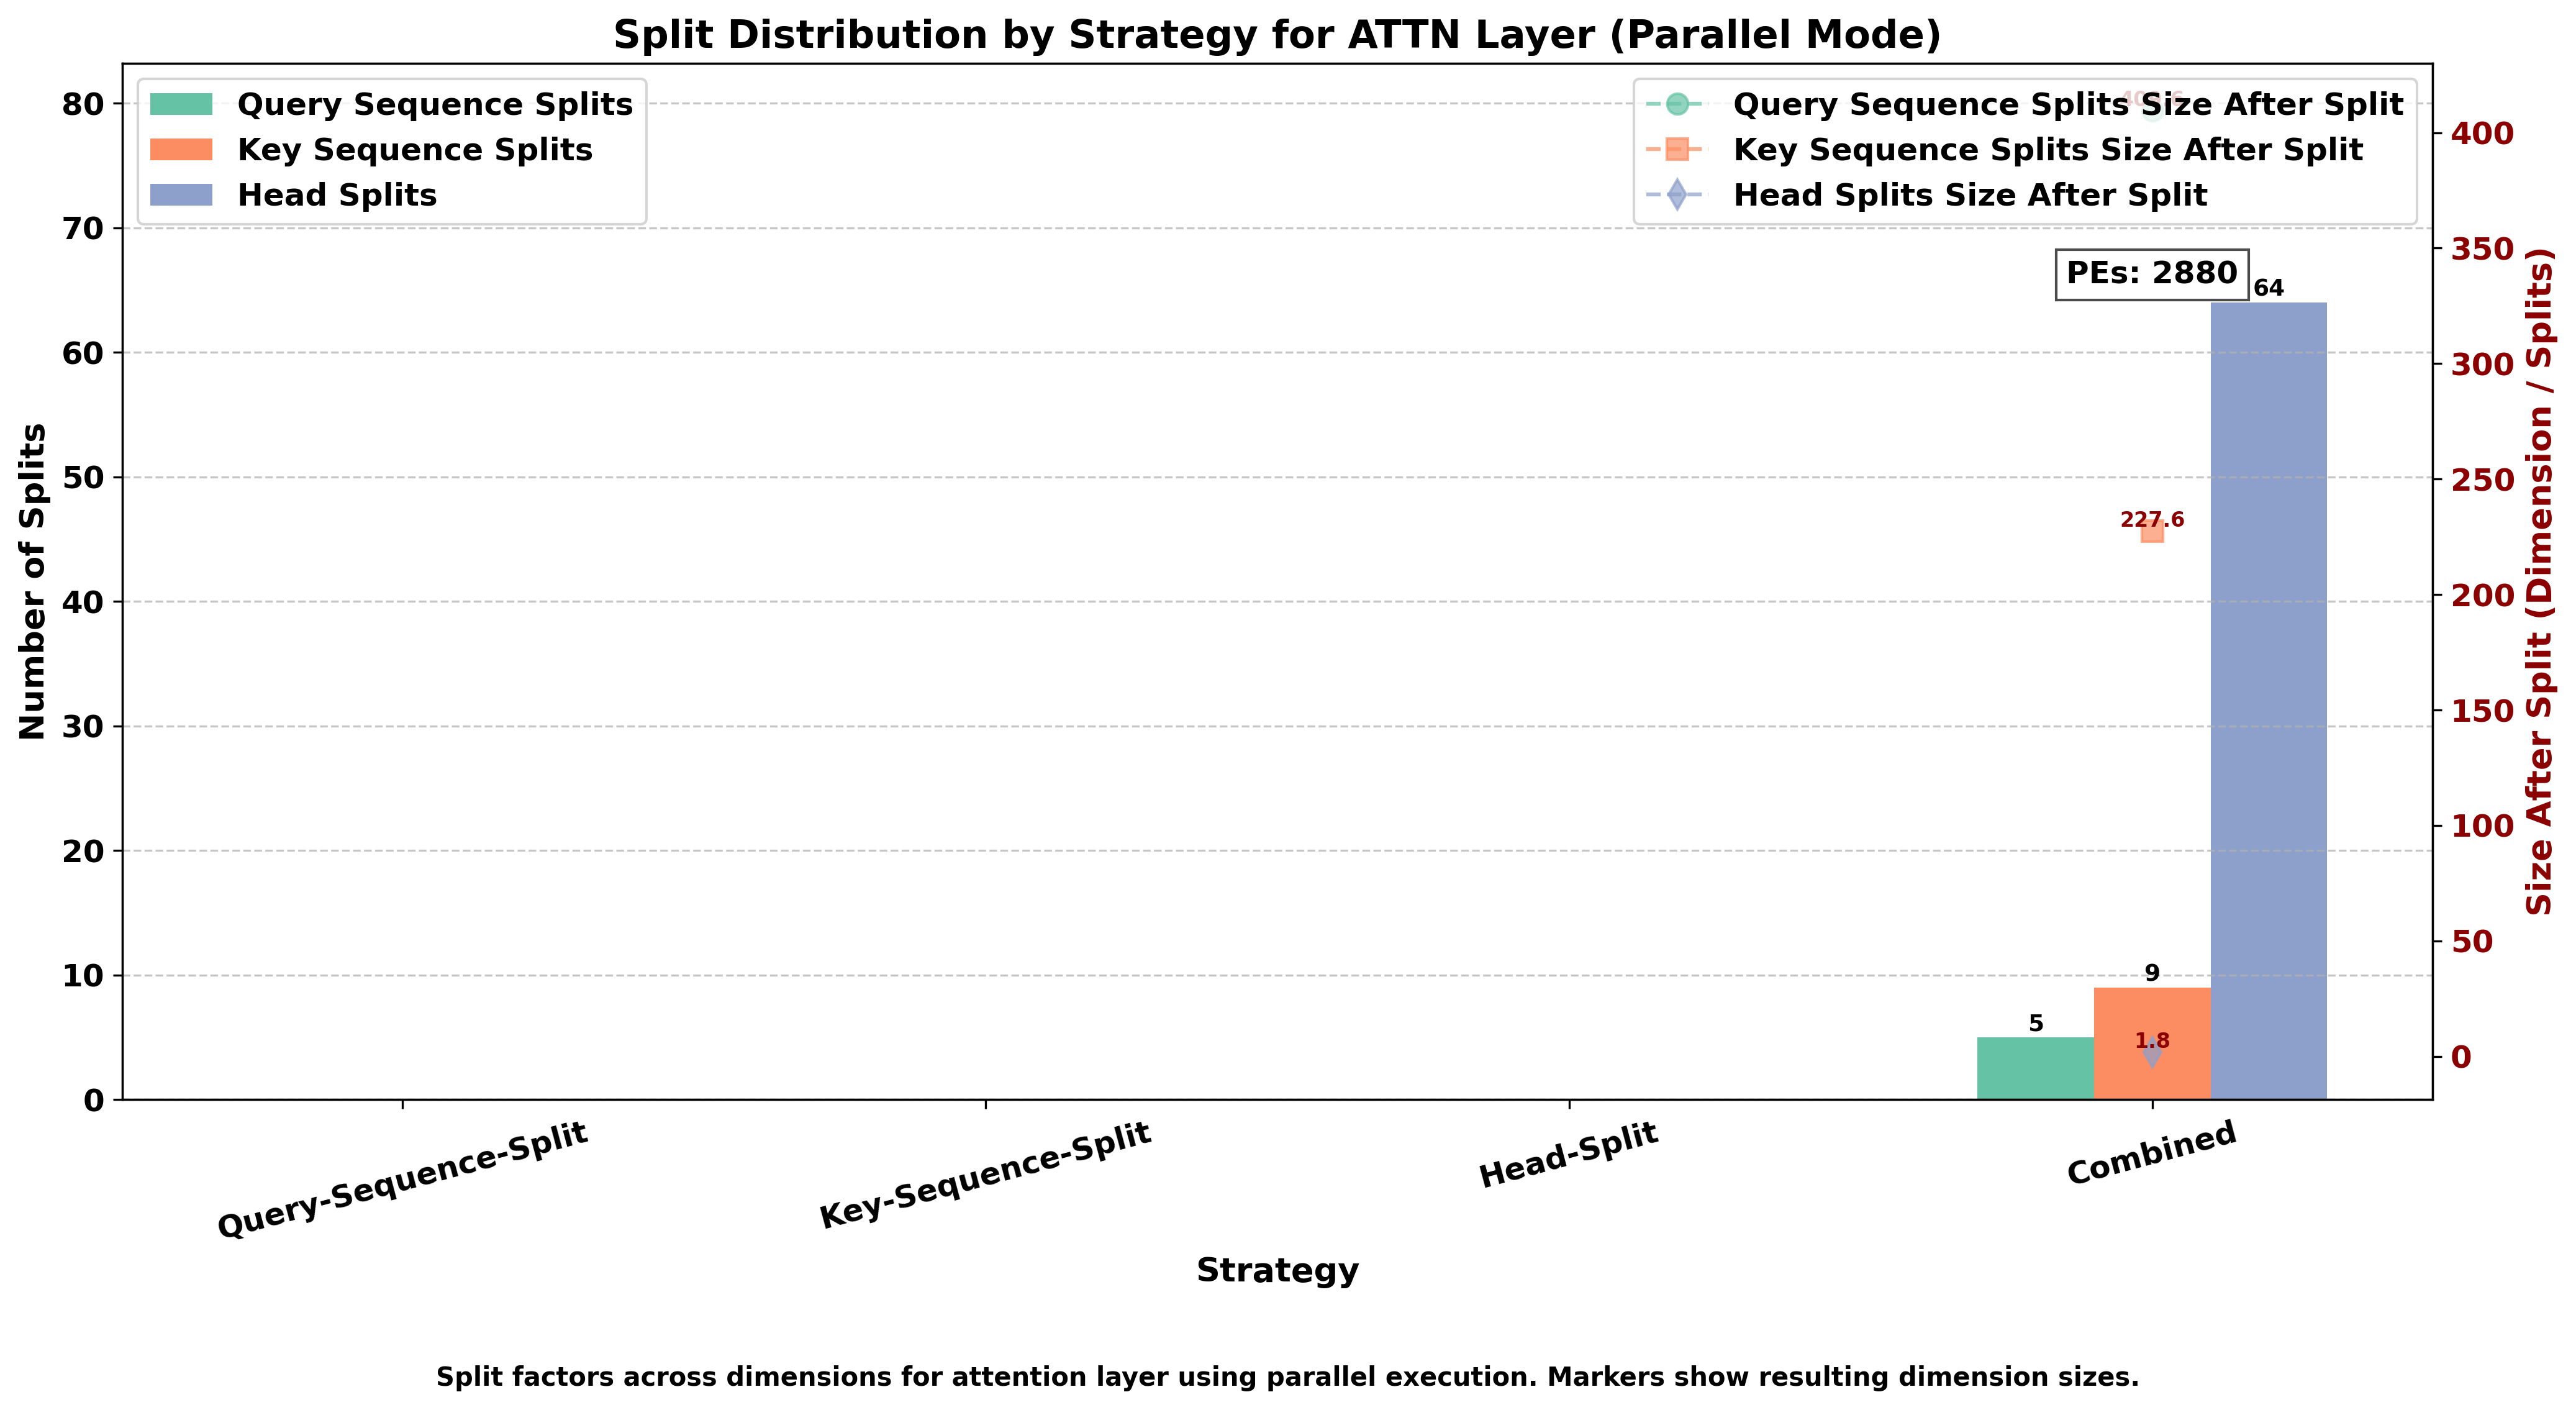 Split Distribution by Strategy for ATTN Layer (Parallel Mode)
Query Sequence Splits
Key Sequence Splits
Head Splits
Query Sequence Splits Size After Split
Key Sequence Splits Size After Split
Head Splits Size After Split
80
70
60
50
40
30
20
10
0
Number of Splits
400
350
300
250
200
150
100
50
0
Size After Split (Dimension / Splits)
PEs: 2880
64
227.6
9
5
1.8
Query-Sequence-Split
Key-Sequence-Split
Head-Split
Combined
Strategy
Split factors across dimensions for attention layer using parallel execution. Markers show resulting dimension sizes.